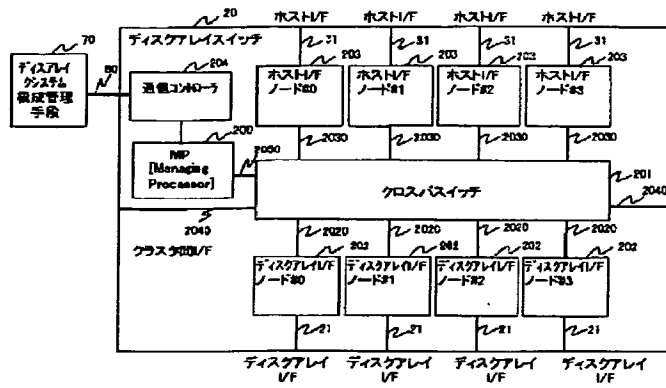 20
ホストI/F
ホストI/F
ホストI/F
ホストI/F
70
ディスクアレイスイッチ
31
31
31
31
203
203
203
203
ディスアレイ
クシステム
構成管理
手段
80
204
通信コントローラ
ホストI/F
ノード#0
ホストI/F
ノード#1
ホストI/F
ノード#2
ホストI/F
ノード#3
200
MP
[Managing
Processor]
2050
2030
2030
2030
2030
201
クロスバスイッチ
2040
2040
クラスタ間I/F
2020
2020
2020
2020
202
202
202
202
ディスクアレイI/F
ノード#0
ディスクアレイI/F
ノード#1
ディスクアレイI/F
ノード#2
ディスクアレイI/F
ノード#3
21
21
21
21
ディスクアレイ
I/F
ディスクアレイ
I/F
ディスクアレイ
I/F
ディスクアレイ
I/F